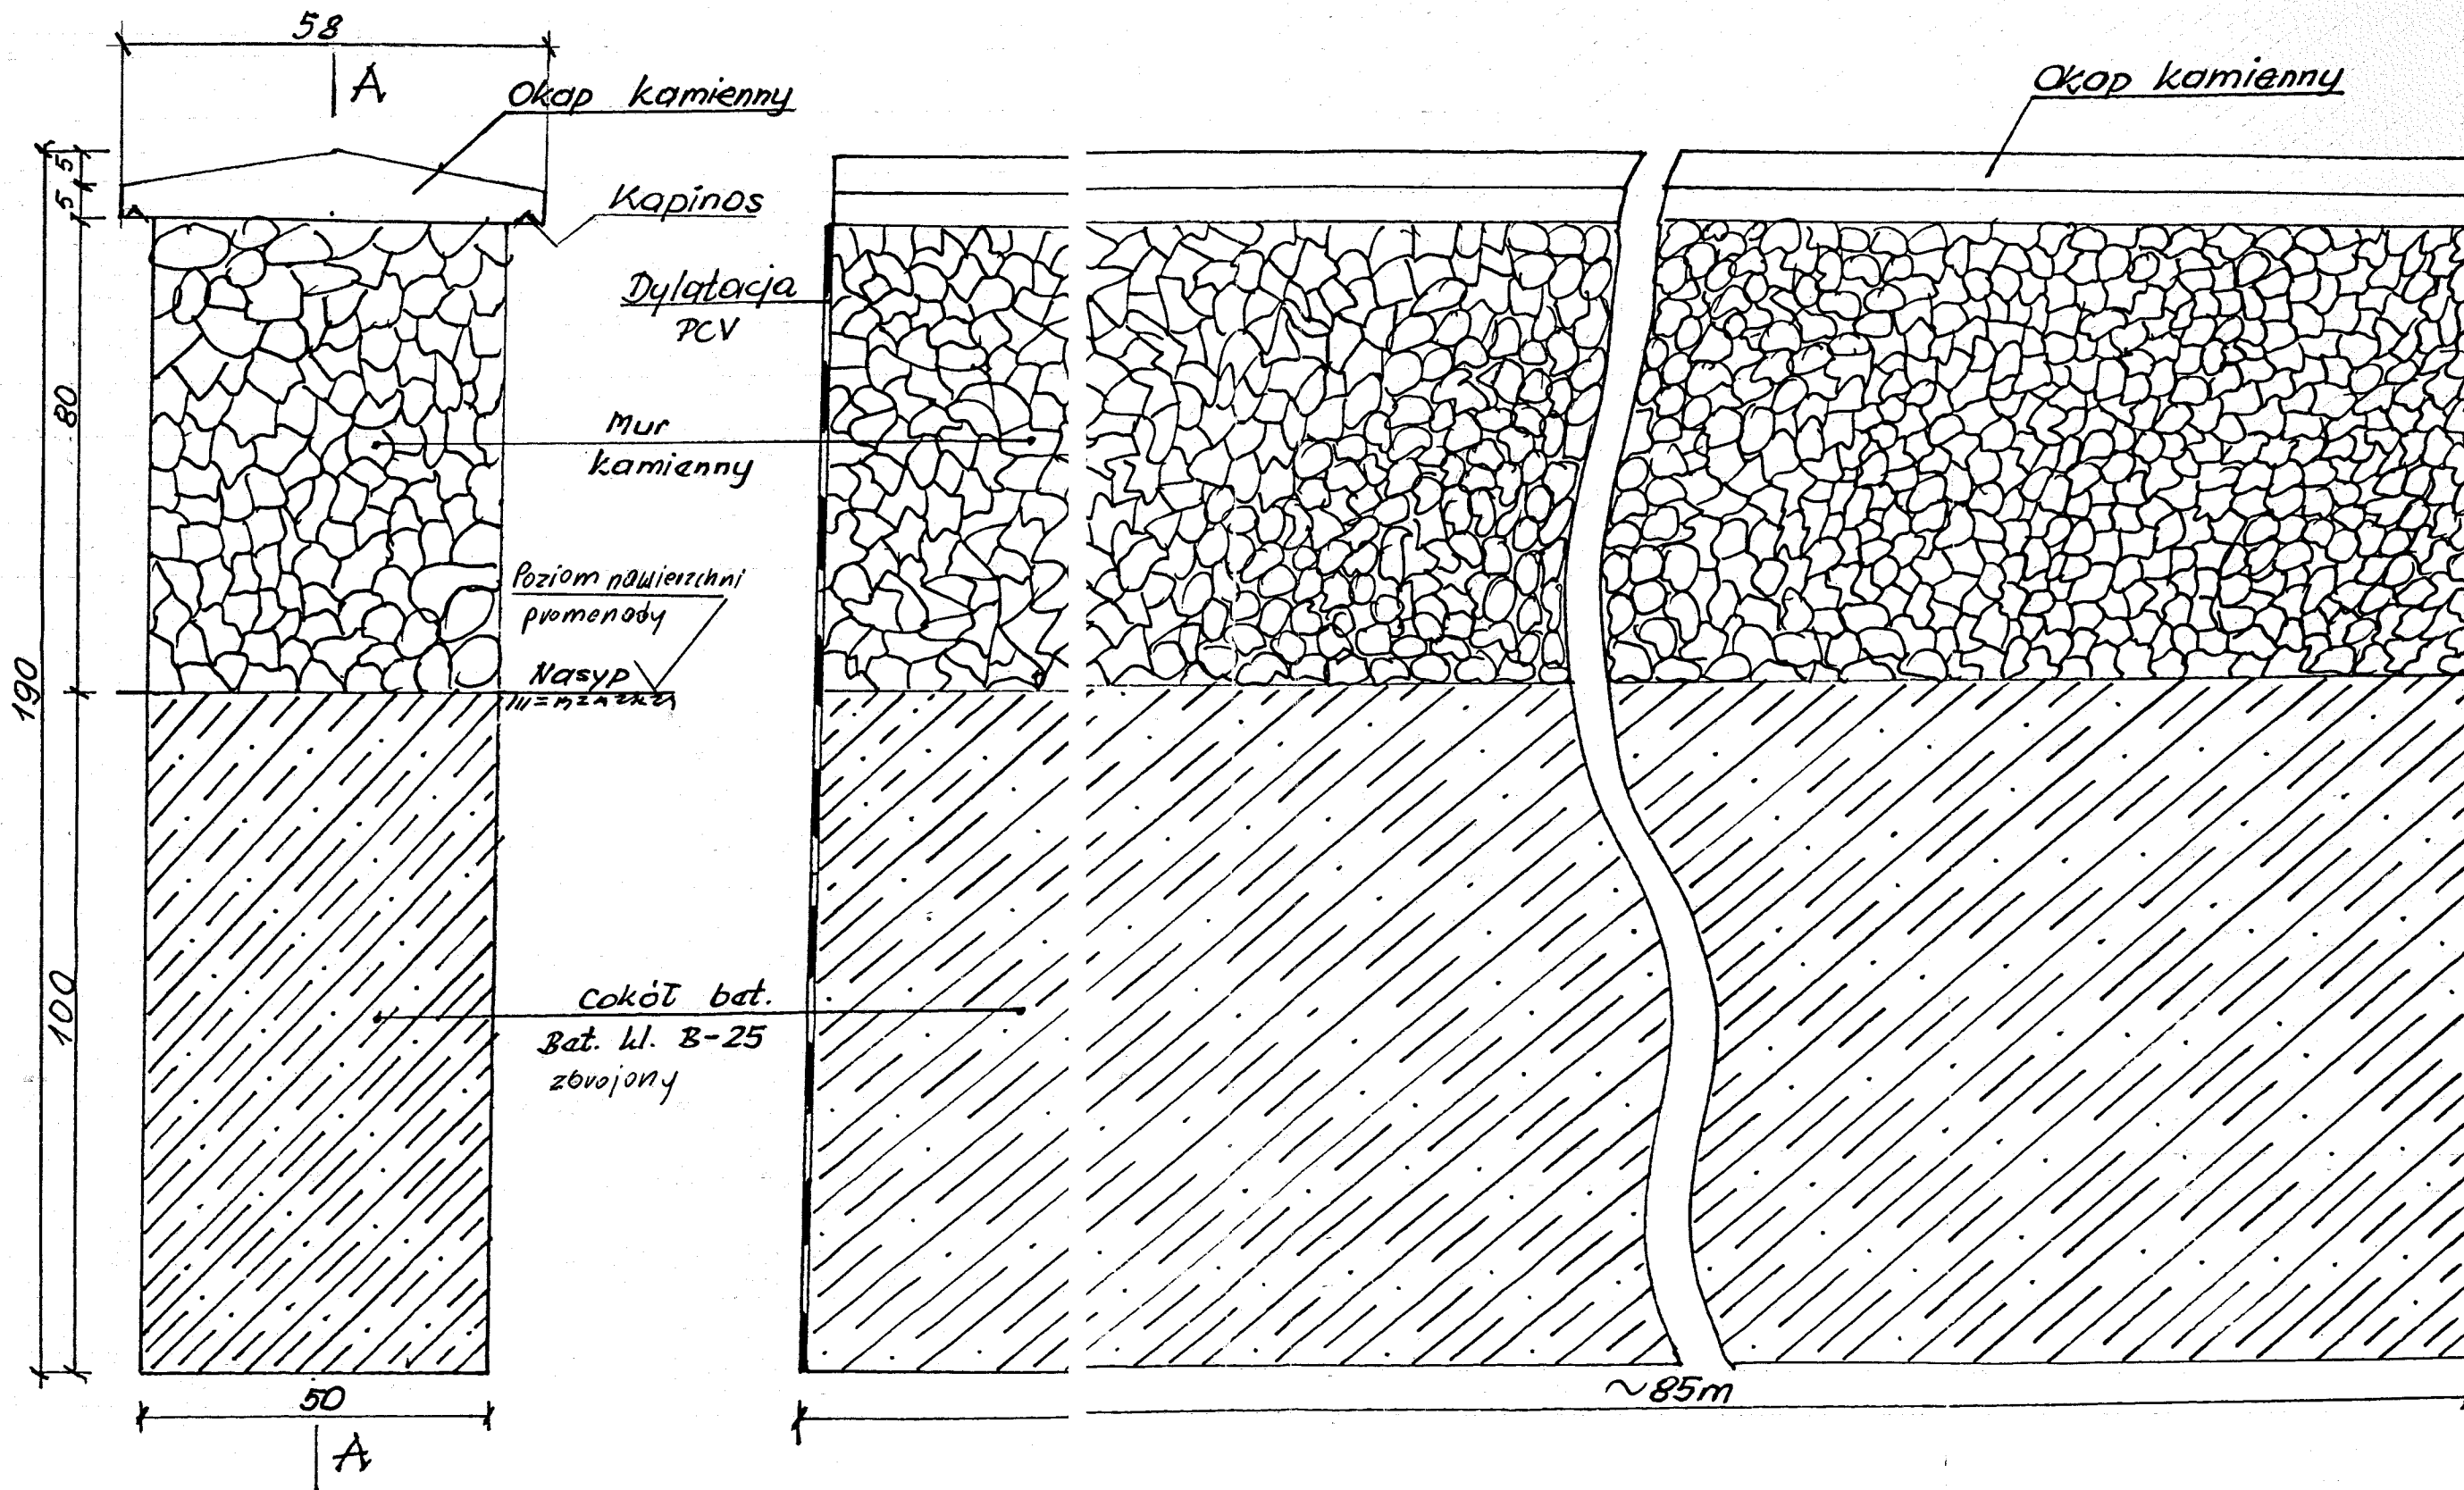 58
A
Okap kamienny
Okap kamienny
5
5
Kapinos
Dylatacja
PCV
80
Mur
kamienny
Poziom nawierzchni
promenady
Nasyp
190
100
Cokół bet.
Bet. kl. B-25
zbrojony
50
~85m
A